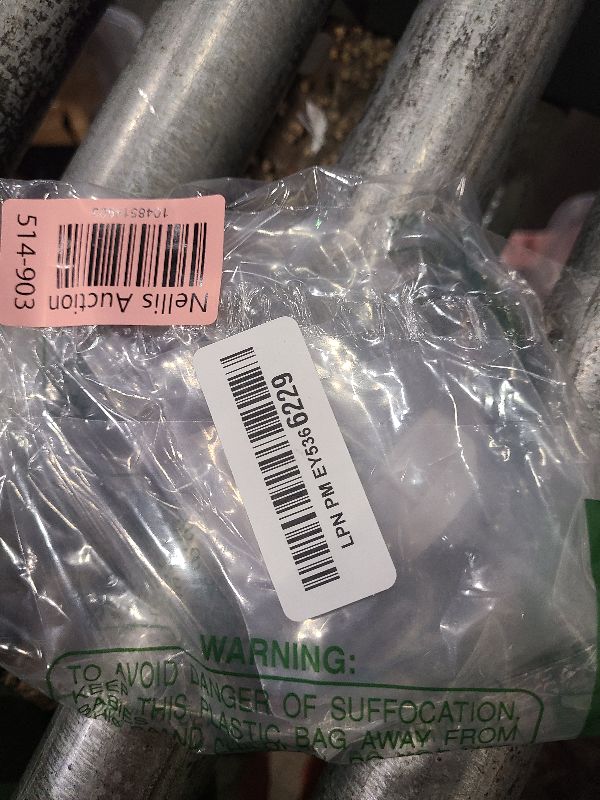 Nellis Auction
514-903
LPN PM EY5366229
WARNING:
TO AVOID DANGER OF SUFFOCATION,
KEEP THIS PLASTIC BAG AWAY FROM